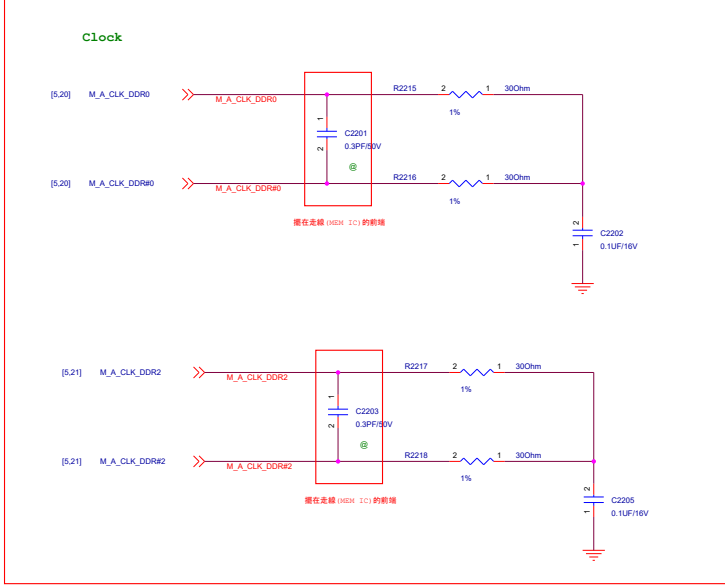 Clock
[5,20] M_A_CLK_DDR0 M_A_CLK_DDR0 R2215 2 1 30Ohm
1%
1
C2201
2 0.3PF/50V
@
[5,20] M_A_CLK_DDR#0 M_A_CLK_DDR#0 R2216 2 1 30Ohm
1%
擺在走線(MEM IC)的前端
2
C2202
1 0.1UF/16V
[5,21] M_A_CLK_DDR2 M_A_CLK_DDR2 R2217 2 1 30Ohm
1%
1
C2203
2 0.3PF/50V
@
[5,21] M_A_CLK_DDR#2 M_A_CLK_DDR#2 R2218 2 1 30Ohm
1%
擺在走線(MEM IC)的前端
2
C2205
1 0.1UF/16V